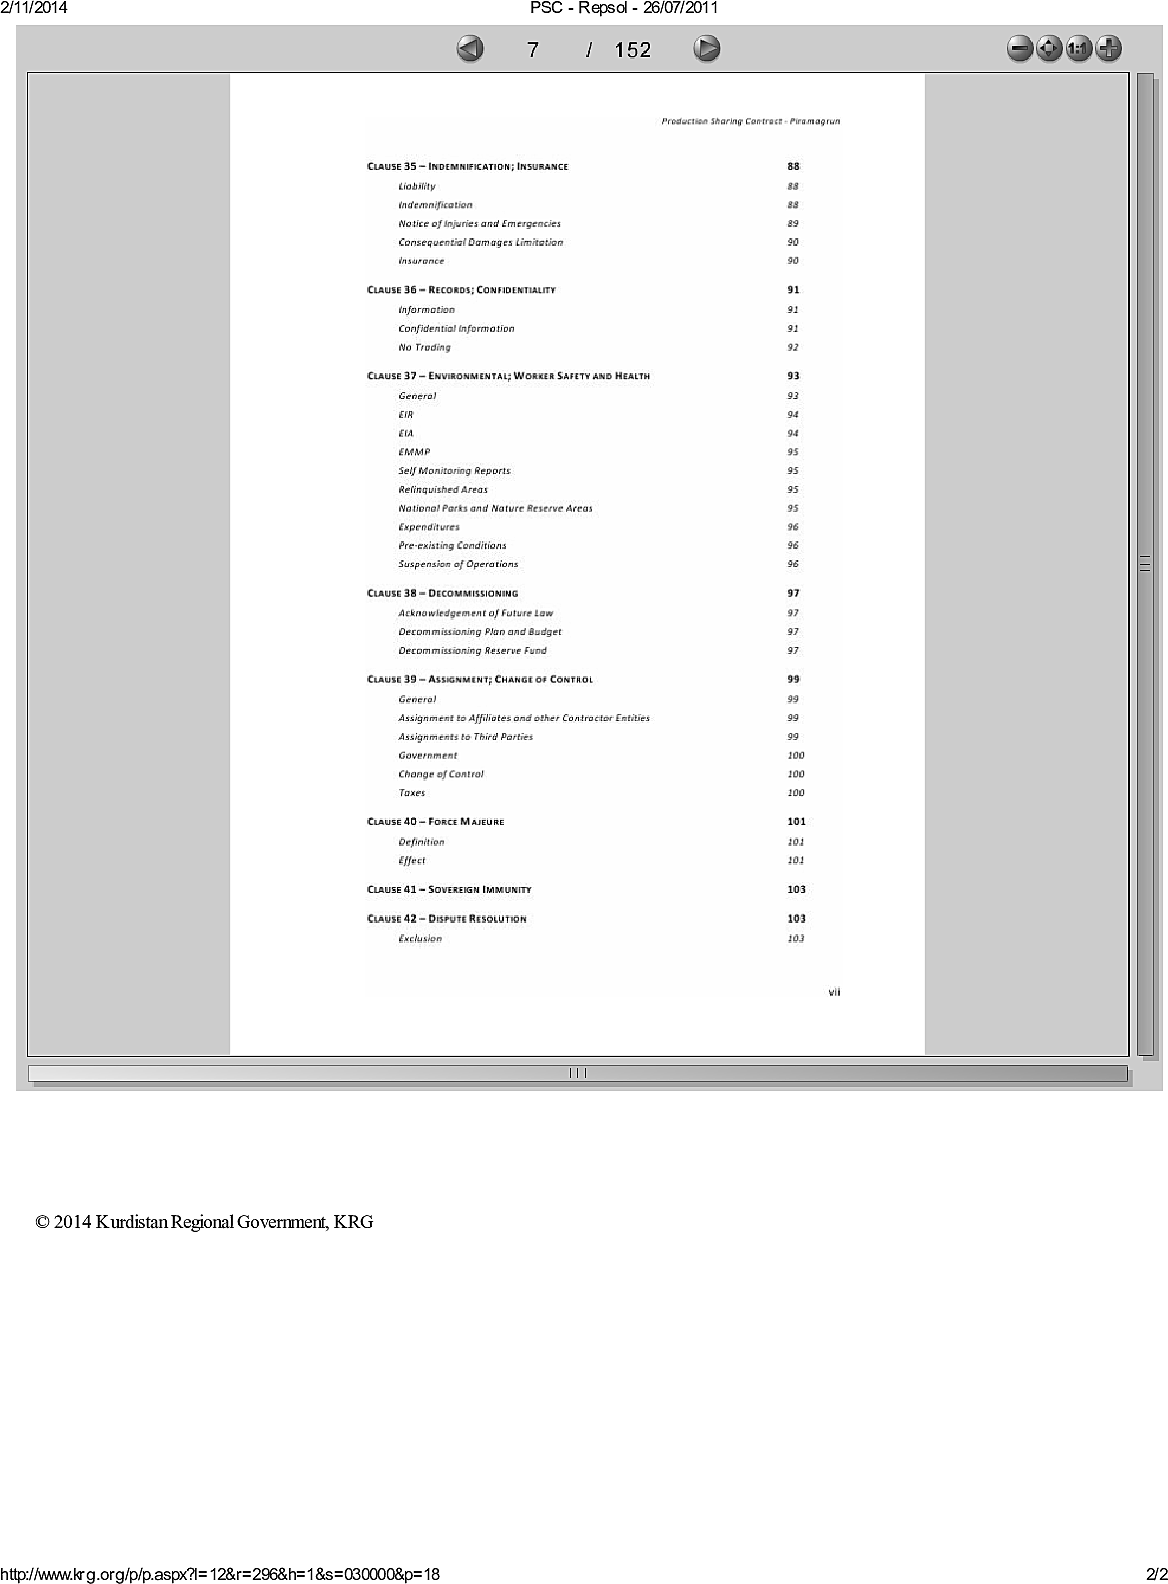 2/11/2014 PSC - Repsol - 26/07/2011
7 / 152
1:1
Production Sharing Contract - Piramagrun
CLAUSE 35 – INDEMNIFICATION; INSURANCE 88
Liability 88
Indemnification 88
Notice of Injuries and Emergencies 89
Consequential Damages Limitation 90
Insurance 90
CLAUSE 36 – RECORDS; CONFIDENTIALITY 91
Information 91
Confidential Information 91
No Trading 92
CLAUSE 37 – ENVIRONMENTAL; WORKER SAFETY AND HEALTH 93
General 93
EIR 94
EIA 94
EMMP 95
Self Monitoring Reports 95
Relinquished Areas 95
National Parks and Nature Reserve Areas 95
Expenditures 96
Pre-existing Conditions 96
Suspension of Operations 96
CLAUSE 38 – DECOMMISSIONING 97
Acknowledgement of Future Law 97
Decommissioning Plan and Budget 97
Decommissioning Reserve Fund 97
CLAUSE 39 – ASSIGNMENT; CHANGE OF CONTROL 99
General 99
Assignment to Affiliates and other Contractor Entities 99
Assignments to Third Parties 99
Government 100
Change of Control 100
Taxes 100
CLAUSE 40 – FORCE MAJEURE 101
Definition 101
Effect 101
CLAUSE 41 – SOVEREIGN IMMUNITY 103
CLAUSE 42 – DISPUTE RESOLUTION 103
Exclusion 103
vii
© 2014 Kurdistan Regional Government, KRG
http://www.krg.org/p/p.aspx?l=12&r=296&h=1&s=030000&p=18 2/2